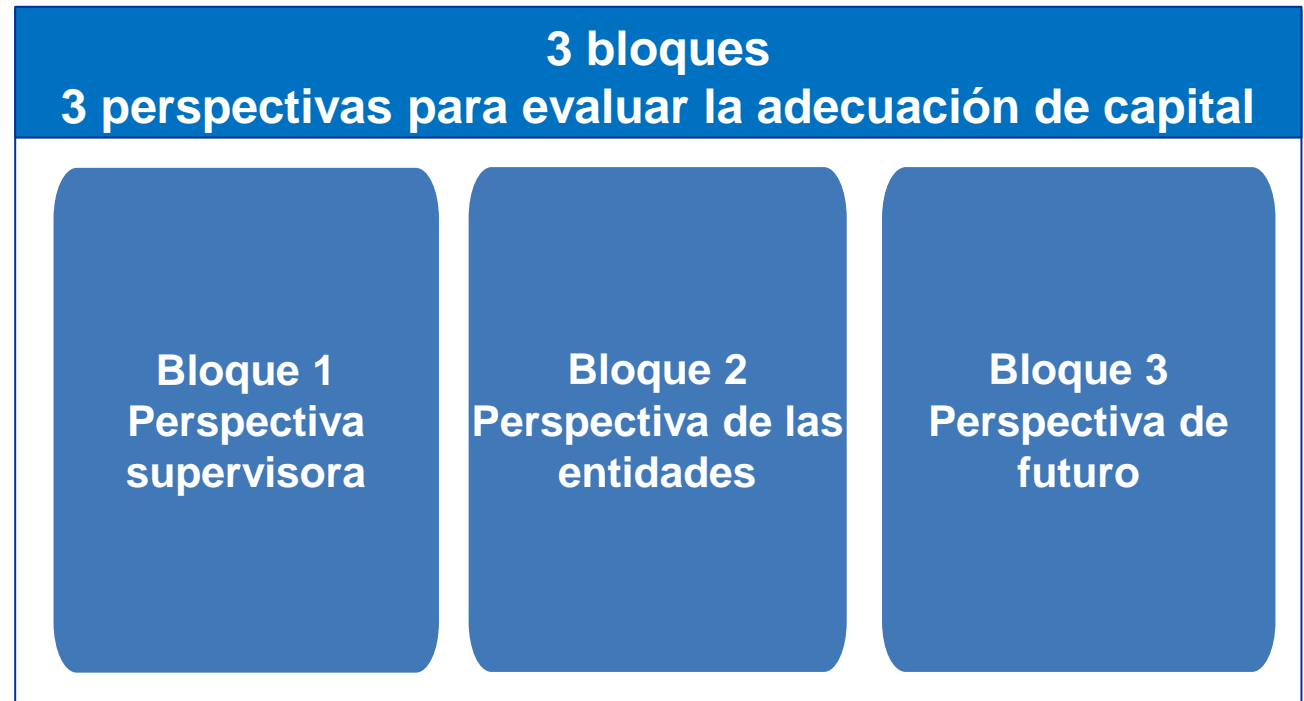 3 bloques
3 perspectivas para evaluar la adecuación de capital
Bloque 1
Perspectiva
supervisora
Bloque 2
Perspectiva de las
entidades
Bloque 3
Perspectiva de
futuro